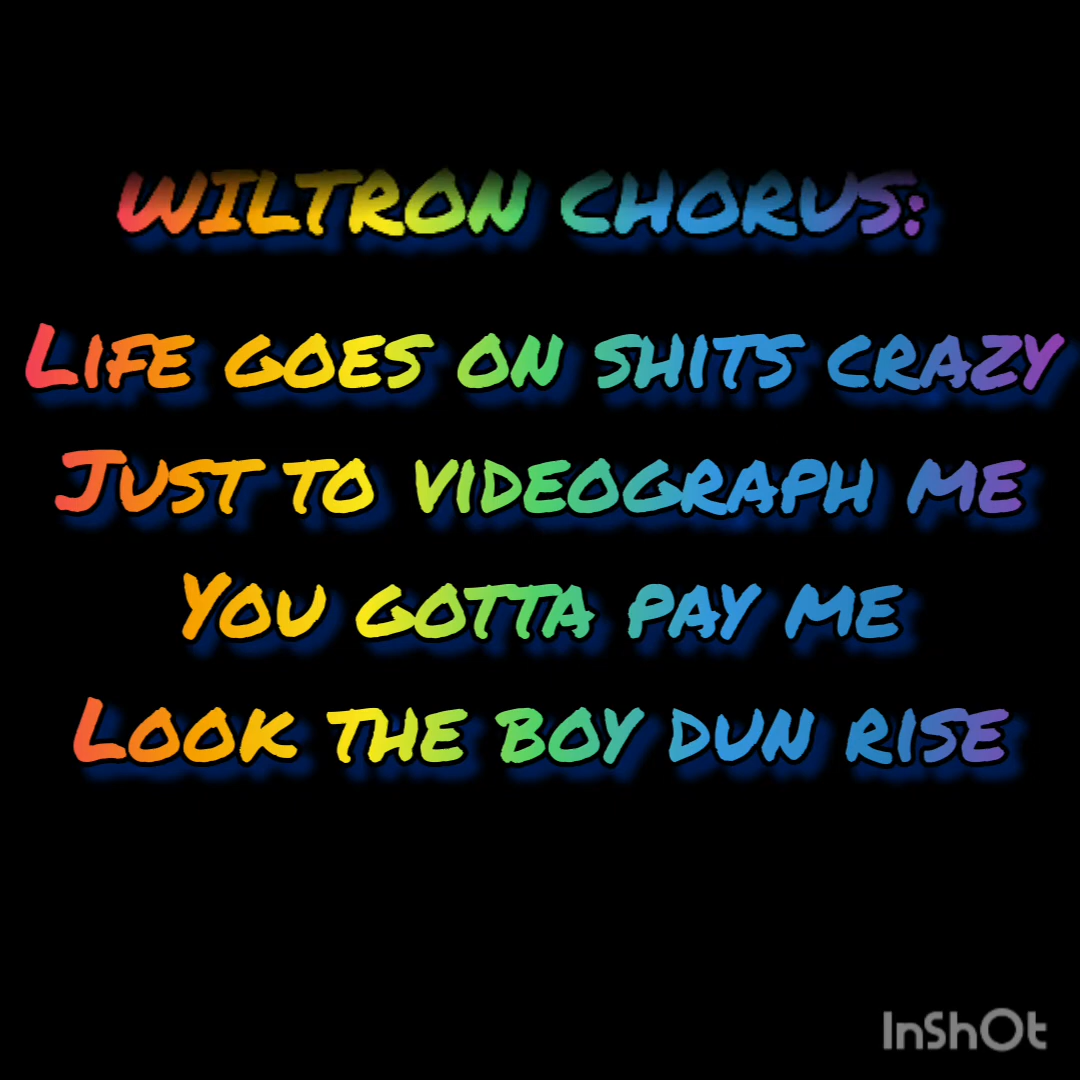 WILTRON CHORUS:
LIFE GOES ON SHITS CRAZY
JUST TO VIDEOGRAPH ME
YOU GOTTA PAY ME
LOOK THE BOY DUN RISE
InShOt